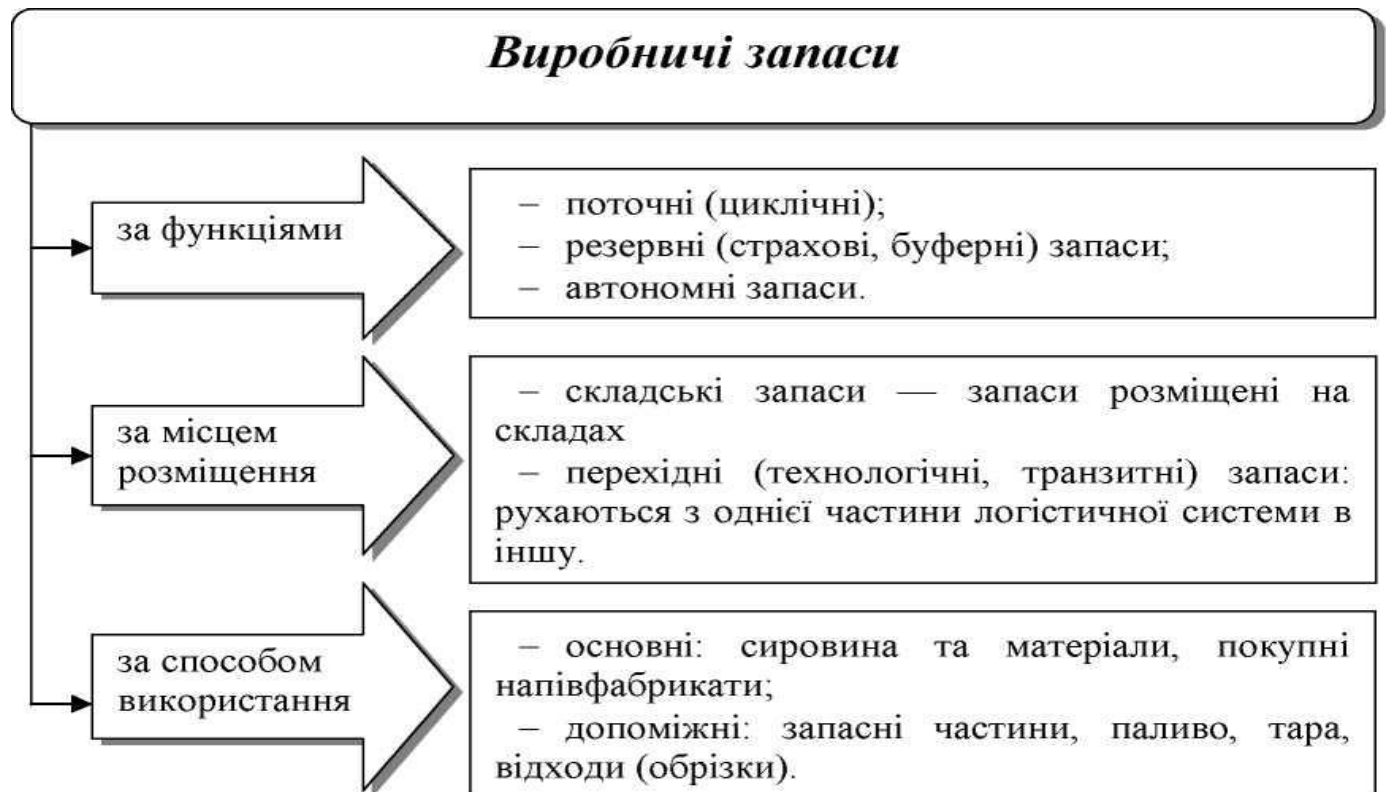 Виробничі запаси
за функціями
– поточні (циклічні);
– резервні (страхові, буферні) запаси;
– автономні запаси.
за місцем
розміщення
– складські запаси — запаси розміщені на
складах
– перехідні (технологічні, транзитні) запаси:
рухаються з однієї частини логістичної системи в
іншу.
за способом
використання
– основні: сировина та матеріали, покупні
напівфабрикати;
– допоміжні: запасні частини, паливо, тара,
відходи (обрізки).